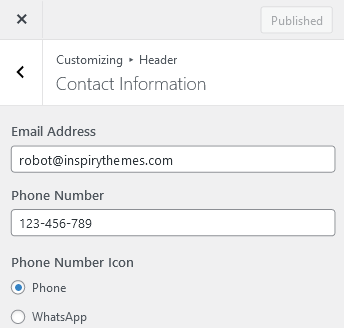 Published
Customizing ▸ Header
Contact Information
Email Address
robot@inspirythemes.com
Phone Number
123-456-789
Phone Number Icon
Phone
WhatsApp